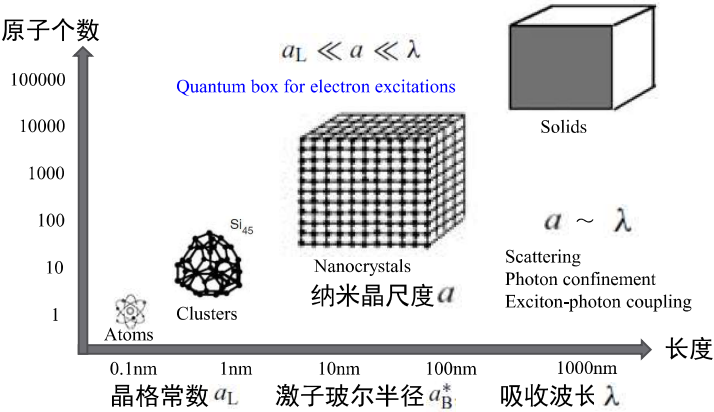 原子个数
a_L ≪ a ≪ λ
Quantum box for electron excitations
100000
10000
1000
100
10
1
Solids
Si₄₅
a ~ λ
Nanocrystals
纳米晶尺度 a
Scattering
Photon confinement
Exciton-photon coupling
Clusters
Atoms
长度
0.1nm 1nm 10nm 100nm 1000nm
晶格常数 a_L 激子玻尔半径 a*_B 吸收波长 λ